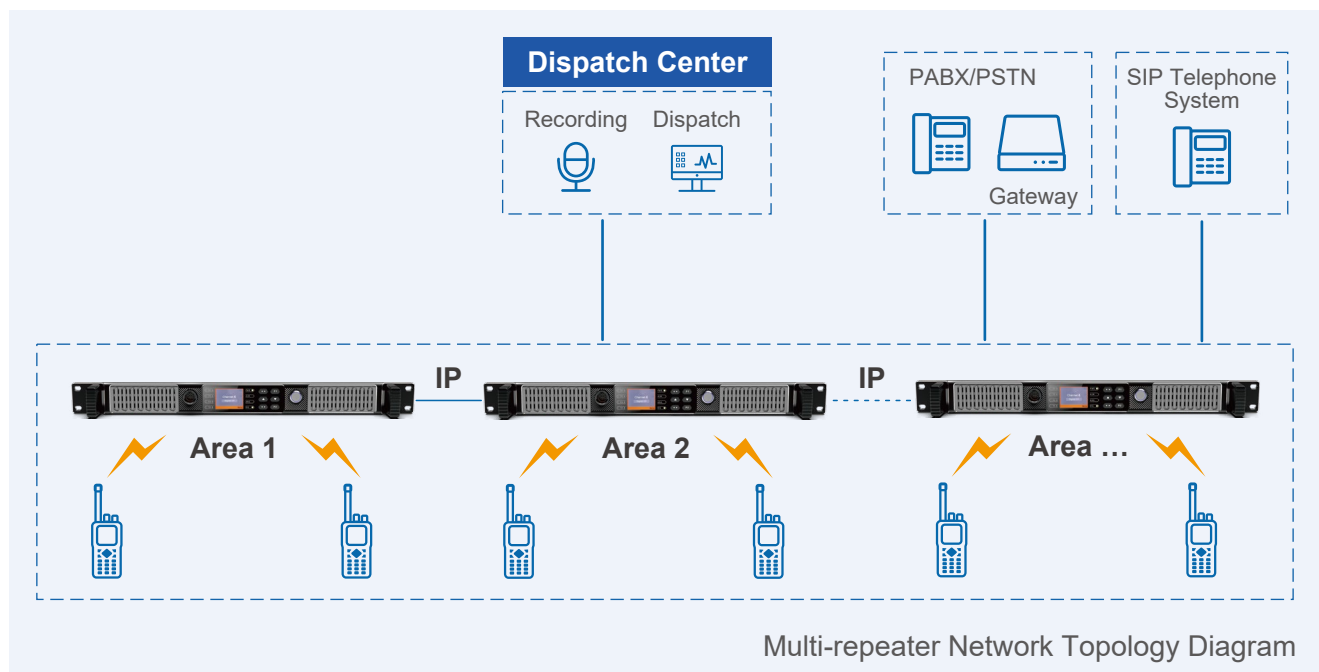 Dispatch Center
Recording
Dispatch
PABX/PSTN
Gateway
SIP Telephone
System
IP
IP
Area 1
Area 2
Area …
Multi-repeater Network Topology Diagram